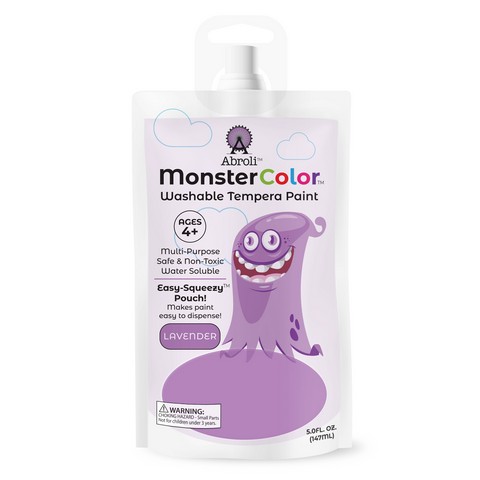 Abroli™
MonsterColor™
Washable Tempera Paint
AGES
4+
Multi-Purpose
Safe & Non-Toxic
Water Soluble
Easy-Squeezy™
Pouch!
Makes paint
easy to dispense!
LAVENDER
WARNING:
CHOKING HAZARD - Small Parts
Not for children under 3 years.
5.0FL. OZ.
(147ML)